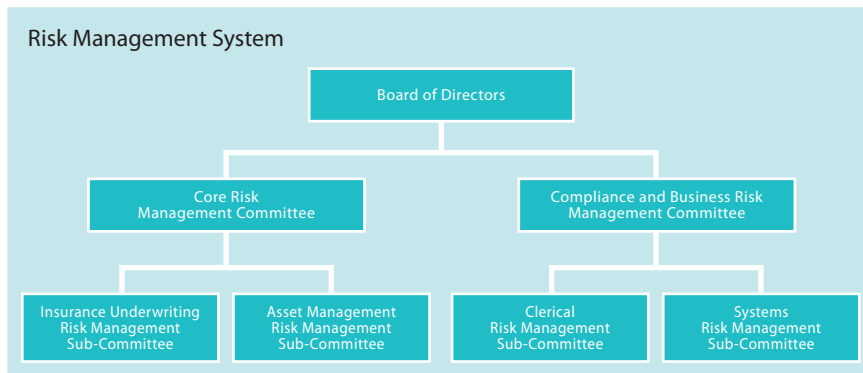 Risk Management System
Board of Directors
Core Risk
Management Committee
Compliance and Business Risk
Management Committee
Insurance Underwriting
Risk Management
Sub-Committee
Asset Management
Risk Management
Sub-Committee
Clerical
Risk Management
Sub-Committee
Systems
Risk Management
Sub-Committee